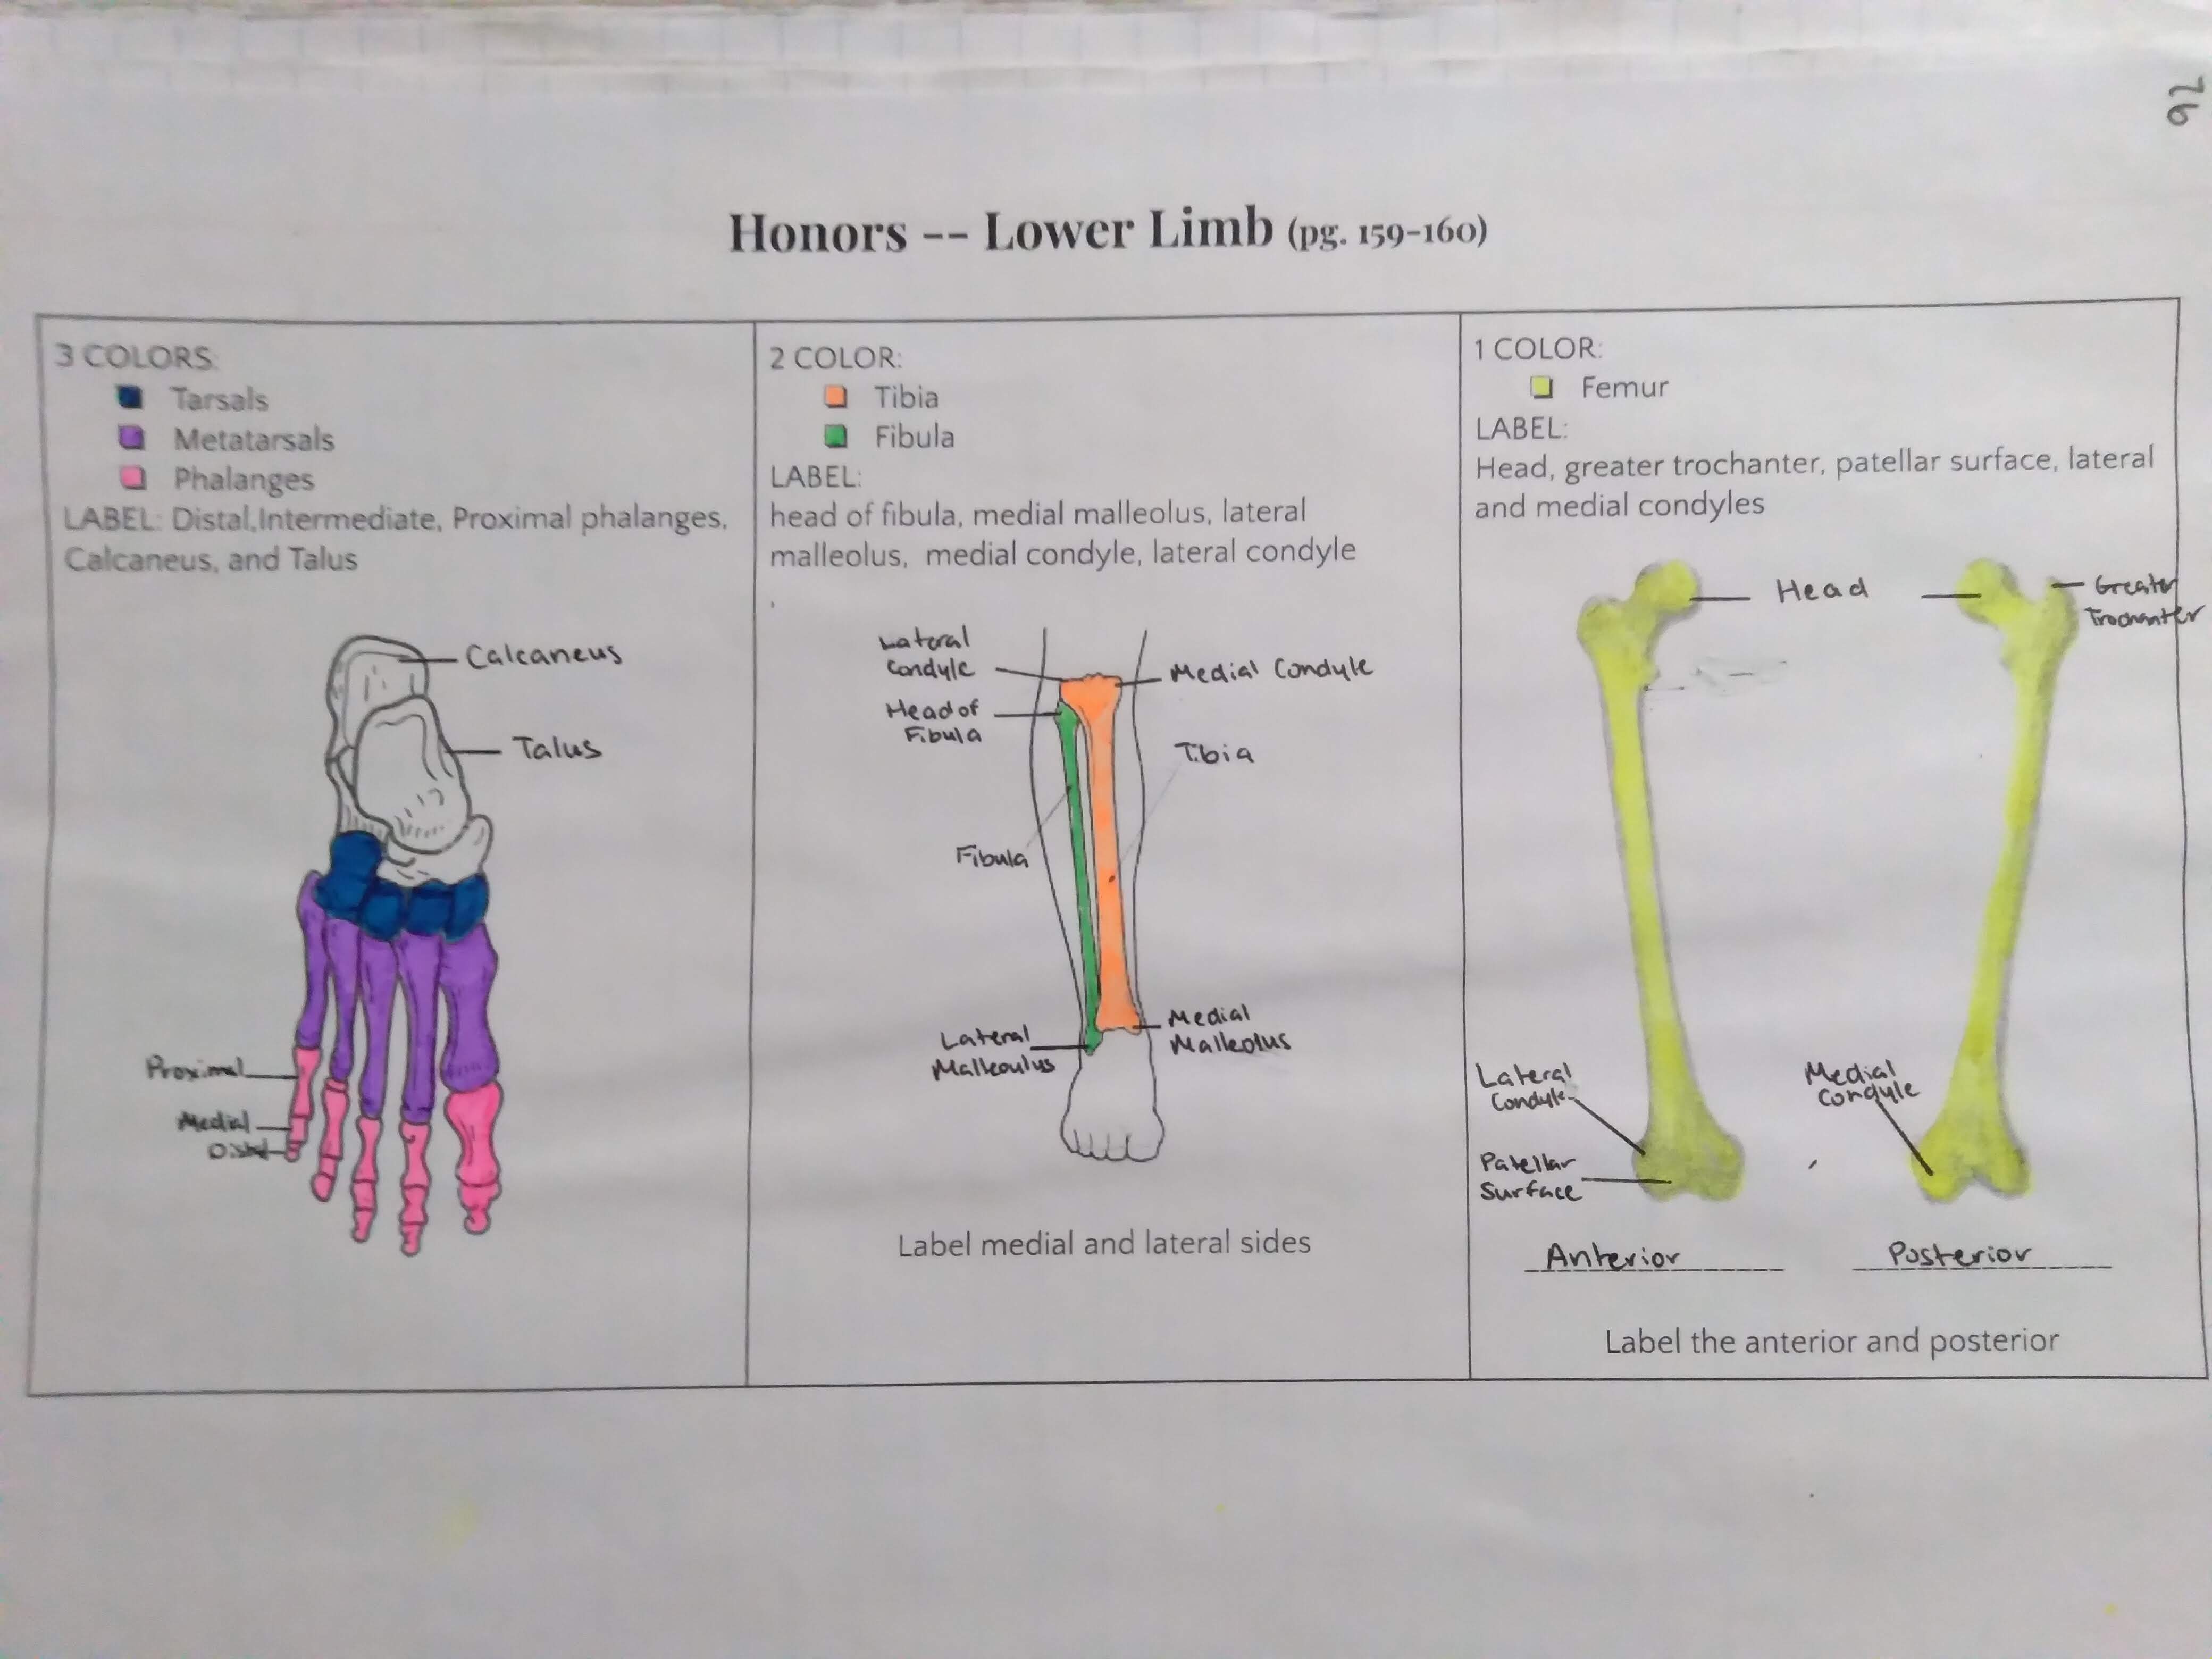 62
Honors -- Lower Limb (pg. 159-160)
3 COLORS:
Tarsals
Metatarsals
Phalanges
LABEL: Distal,Intermediate, Proximal phalanges,
Calcaneus, and Talus
Calcaneus
Talus
Proximal
Medial
Distal
2 COLOR:
Tibia
Fibula
LABEL:
head of fibula, medial malleolus, lateral
malleolus, medial condyle, lateral condyle
Lateral
Condyle
Medial Condyle
Head of
Fibula
Tibia
Fibula
Lateral
Malleoulus
Medial
Malleolus
Label medial and lateral sides
1 COLOR:
Femur
LABEL:
Head, greater trochanter, patellar surface, lateral
and medial condyles
Head
Greater
Trochanter
Lateral
Condyle
Medial
Condyle
Patellar
Surface
Anterior
Posterior
Label the anterior and posterior